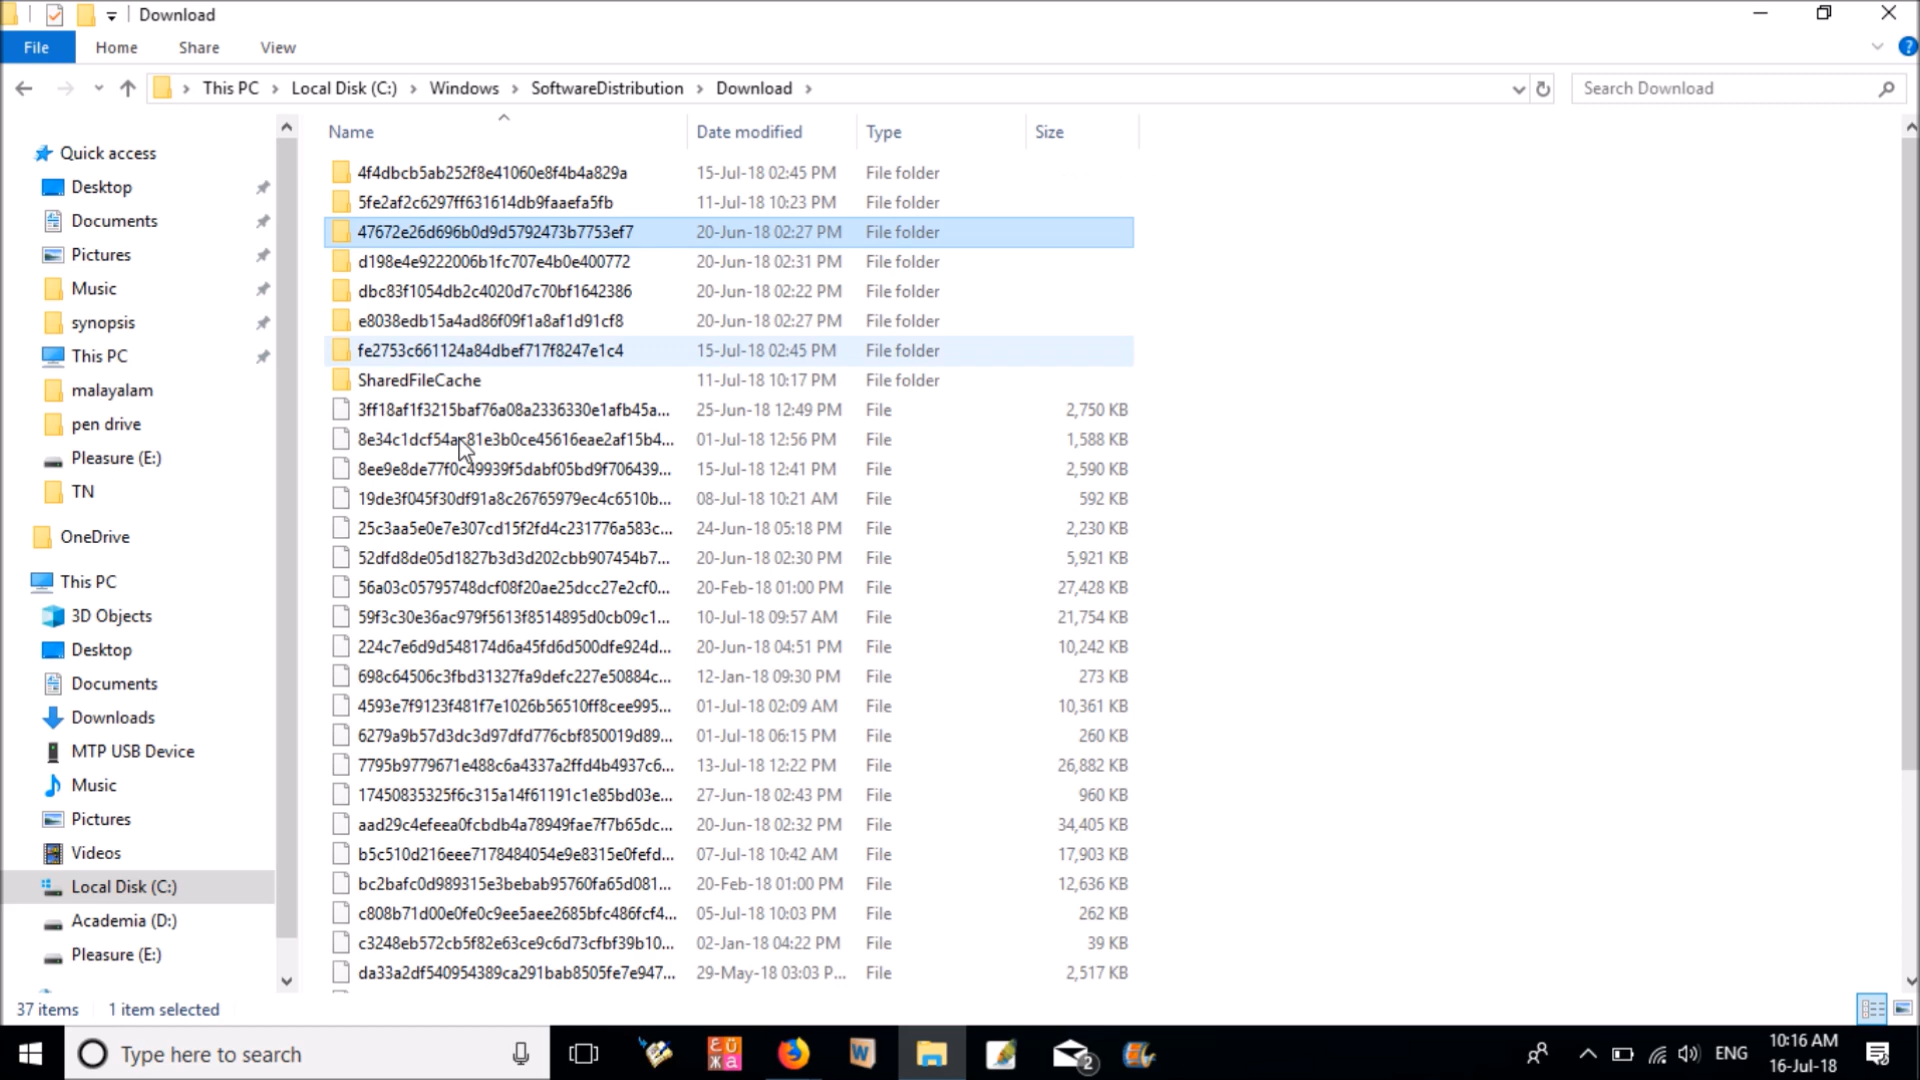 Download
File Home Share View
This PC Local Disk (C:) Windows SoftwareDistribution Download
Search Download
Quick access
Desktop
Documents
Pictures
Music
synopsis
This PC
malayalam
pen drive
Pleasure (E:)
TN
OneDrive
This PC
3D Objects
Desktop
Documents
Downloads
MTP USB Device
Music
Pictures
Videos
Local Disk (C:)
Academia (D:)
Pleasure (E:)
Name Date modified Type Size
4f4dbcb5ab252f8e41060e8f4b4a829a 15-Jul-18 02:45 PM File folder
5fe2af2c6297ff631614db9faaefa5fb 11-Jul-18 10:23 PM File folder
47672e26d696b0d9d5792473b7753ef7 20-Jun-18 02:27 PM File folder
d198e4e9222006b1fc707e4b0e400772 20-Jun-18 02:31 PM File folder
dbc83f1054db2c4020d7c70bf1642386 20-Jun-18 02:22 PM File folder
e8038edb15a4ad86f09f1a8af1d91cf8 20-Jun-18 02:27 PM File folder
fe2753c661124a84dbef717f8247e1c4 15-Jul-18 02:45 PM File folder
SharedFileCache 11-Jul-18 10:17 PM File folder
3ff18af1f3215baf76a08a2336330e1afb45a... 25-Jun-18 12:49 PM File 2,750 KB
8e34c1dcf54ac81e3b0ce45616eae2af15b4... 01-Jul-18 12:56 PM File 1,588 KB
8ee9e8de77f0c49939f5dabf05bd9f706439... 15-Jul-18 12:41 PM File 2,590 KB
19de3f045f30df91a8c26765979ec4c6510b... 08-Jul-18 10:21 AM File 592 KB
25c3aa5e0e7e307cd15f2fd4c231776a583c... 24-Jun-18 05:18 PM File 2,230 KB
52dfd8de05d1827b3d3d202cbb907454b7... 20-Jun-18 02:30 PM File 5,921 KB
56a03c05795748dcf08f20ae25dcc27e2cf0... 20-Feb-18 01:00 PM File 27,428 KB
59f3c30e36ac979f5613f8514895d0cb09c1... 10-Jul-18 09:57 AM File 21,754 KB
224c7e6d9d548174d6a45fd6d500dfe924d... 20-Jun-18 04:51 PM File 10,242 KB
698c64506c3fbd31327fa9defc227e50884c... 12-Jan-18 09:30 PM File 273 KB
4593e7f9123f481f7e1026b56510ff8cee995... 01-Jul-18 02:09 AM File 10,361 KB
6279a9b57d3dc3d97dfd776cbf850019d89... 01-Jul-18 06:15 PM File 260 KB
7795b9779671e488c6a4337a2ffd4b4937c6... 13-Jul-18 12:22 PM File 26,882 KB
17450835325f6c315a14f61191c1e85bd03e... 27-Jun-18 02:43 PM File 960 KB
aad29c4efeea0fcbdb4a78949fae7f7b65dc... 20-Jun-18 02:32 PM File 34,405 KB
b5c510d216eee7178484054e9e8315e0fefd... 07-Jul-18 10:42 AM File 17,903 KB
bc2bafc0d989315e3bebab95760fa65d081... 20-Feb-18 01:00 PM File 12,636 KB
c808b71d00e0fe0c9ee5aee2685bfc486fcf4... 05-Jul-18 10:03 PM File 262 KB
c3248eb572cb5f82e63ce9c6d73cfbf39b10... 02-Jan-18 04:22 PM File 39 KB
da33a2df540954389ca291bab8505fe7e947... 29-May-18 03:03 P... File 2,517 KB
37 items 1 item selected
Type here to search
W
2
ENG
10:16 AM
16-Jul-18